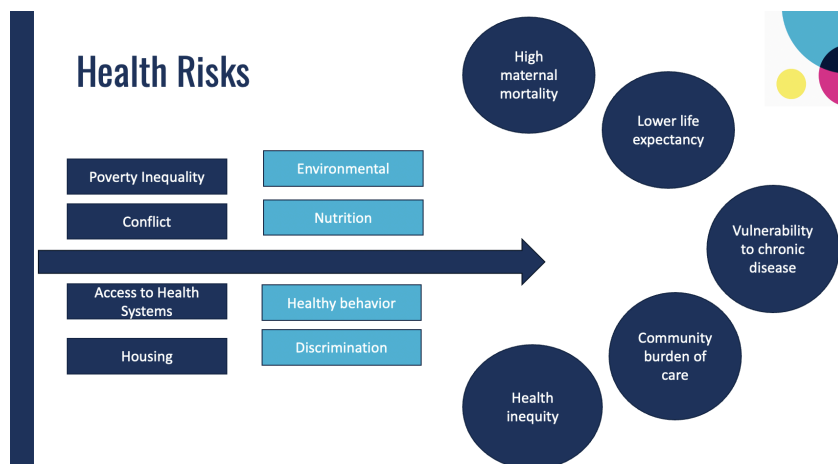 Health Risks
Poverty Inequality
Environmental
Conflict
Nutrition
Access to Health
Systems
Healthy behavior
Housing
Discrimination
High
maternal
mortality
Lower life
expectancy
Vulnerability
to chronic
disease
Community
burden of
care
Health
inequity